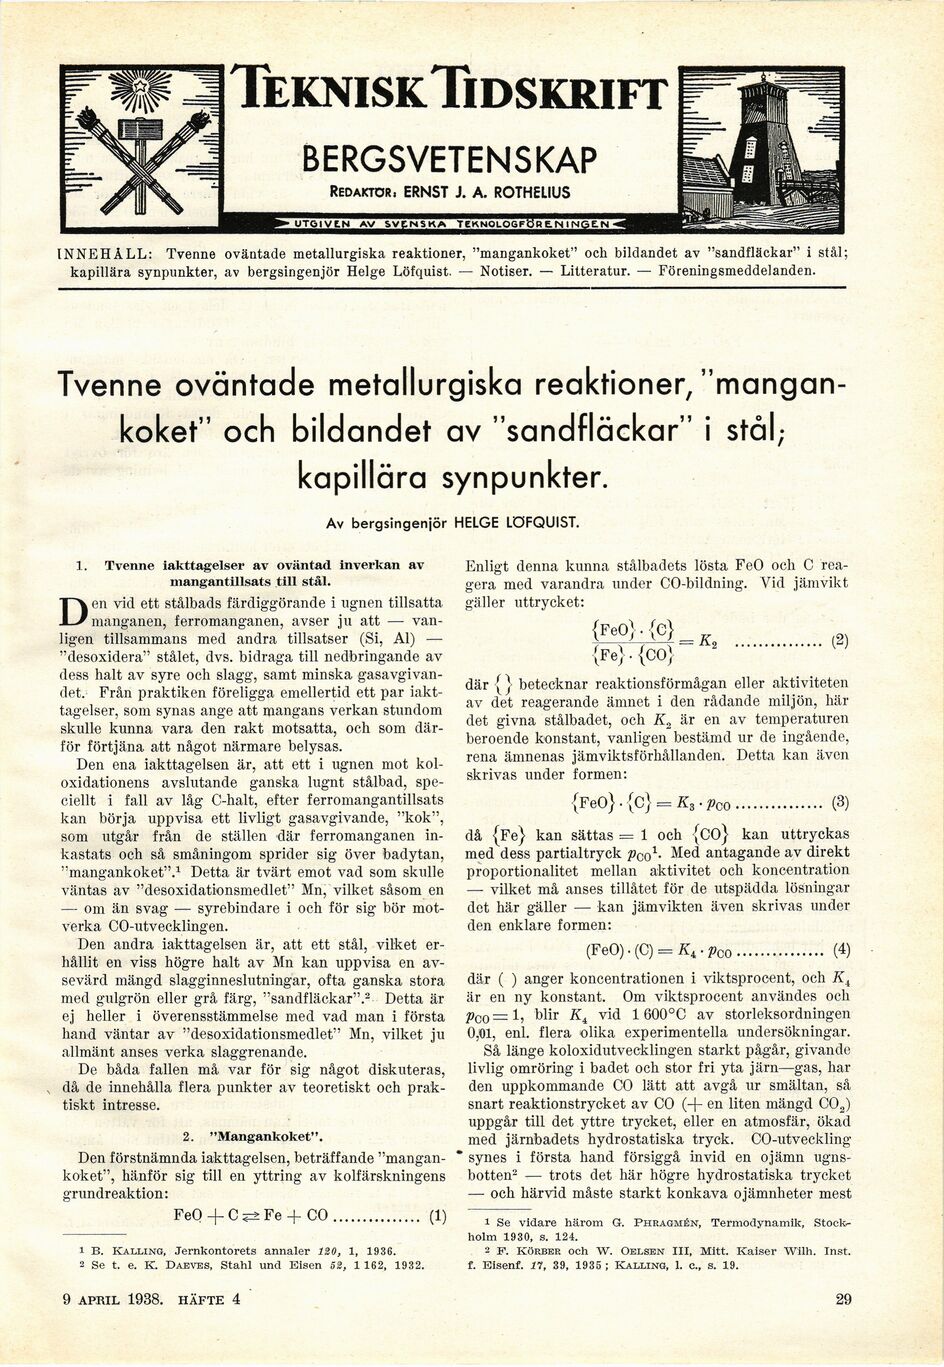 TEKNISK TIDSKRIFT
BERGSVETENSKAP
REDAKTÖR: ERNST J. A. ROTHELIUS
UTGIVEN AV SVENSKA TEKNOLOGFÖRENINGEN
INNEHÅLL: Tvenne oväntade metallurgiska reaktioner, ”mangankoket” och bildandet av ”sandfläckar” i stål;
kapillära synpunkter, av bergsingenjör Helge Löfquist. — Notiser. — Litteratur. — Föreningsmeddelanden.
Tvenne oväntade metallurgiska reaktioner, ”mangan-
koket” och bildandet av ”sandfläckar” i stål;
kapillära synpunkter.
Av bergsingenjör HELGE LÖFQUIST.
1. Tvenne iakttagelser av oväntad inverkan av
mangantillsats till stål.
Den vid ett stålbads färdiggörande i ugnen tillsatta
manganen, ferromanganen, avser ju att — van-
ligen tillsammans med andra tillsatser (Si, Al) —
”desoxidera” stålet, dvs. bidraga till nedbringande av
dess halt av syre och slagg, samt minska gasavgivan-
det. Från praktiken föreligga emellertid ett par iakt-
tagelser, som synas ange att mangans verkan stundom
skulle kunna vara den rakt motsatta, och som där-
för förtjäna att något närmare belysas.
Den ena iakttagelsen är, att ett i ugnen mot kol-
oxidationens avslutande ganska lugnt stålbad, spe-
ciellt i fall av låg C-halt, efter ferromangantillsats
kan börja uppvisa ett livligt gasavgivande, ”kok”,
som utgår från de ställen där ferromanganen in-
kastats och så småningom sprider sig över badytan,
”mangankoket”.¹ Detta är tvärt emot vad som skulle
väntas av ”desoxidationsmedlet” Mn, vilket såsom en
— om än svag — syrebindare i och för sig bör mot-
verka CO-utvecklingen.
Den andra iakttagelsen är, att ett stål, vilket er-
hållit en viss högre halt av Mn kan uppvisa en av-
sevärd mängd slagginneslutningar, ofta ganska stora
med gulgrön eller grå färg, ”sandfläckar”.² Detta är
ej heller i överensstämmelse med vad man i första
hand väntar av ”desoxidationsmedlet” Mn, vilket ju
allmänt anses verka slaggrenande.
De båda fallen må var för sig något diskuteras,
då de innehålla flera punkter av teoretiskt och prak-
tiskt intresse.
2. ”Mangankoket”.
Den förstnämnda iakttagelsen, beträffande ”mangan-
koket”, hänför sig till en yttring av kolfärskningens
grundreaktion:
FeO + C ⇄ Fe + CO ............... (1)
¹ B. KALLING, Jernkontorets annaler 120, 1, 1936.
² Se t. e. K. DAEVES, Stahl und Eisen 52, 1 162, 1932.
Enligt denna kunna stålbadets lösta FeO och C rea-
gera med varandra under CO-bildning. Vid jämvikt
gäller uttrycket:
{FeO} · {C}
{Fe} · {CO} = K₂ ............... (2)
där { } betecknar reaktionsförmågan eller aktiviteten
av det reagerande ämnet i den rådande miljön, här
det givna stålbadet, och K₂ är en av temperaturen
beroende konstant, vanligen bestämd ur de ingående,
rena ämnenas jämviktsförhållanden. Detta kan även
skrivas under formen:
{FeO} · {C} = K₃ · pCO ............... (3)
då {Fe} kan sättas = 1 och {CO} kan uttryckas
med dess partialtryck pCO¹. Med antagande av direkt
proportionalitet mellan aktivitet och koncentration
— vilket må anses tillåtet för de utspädda lösningar
det här gäller — kan jämvikten även skrivas under
den enklare formen:
(FeO) · (C) = K₄ · pCO ............... (4)
där ( ) anger koncentrationen i viktsprocent, och K₄
är en ny konstant. Om viktsprocent användes och
pCO = 1, blir K₄ vid 1 600°C av storleksordningen
0,01, enl. flera olika experimentella undersökningar.
Så länge koloxidutvecklingen starkt pågår, givande
livlig omröring i badet och stor fri yta järn—gas, har
den uppkommande CO lätt att avgå ur smältan, så
snart reaktionstrycket av CO (+ en liten mängd CO₂)
uppgår till det yttre trycket, eller en atmosfär, ökad
med järnbadets hydrostatiska tryck. CO-utveckling
synes i första hand försiggå invid en ojämn ugns-
botten² — trots det här högre hydrostatiska trycket
— och härvid måste starkt konkava ojämnheter mest
¹ Se vidare härom G. PHRAGMÉN, Termodynamik, Stock-
holm 1930, s. 124.
² F. KÖRBER och W. OELSEN III, Mitt. Kaiser Wilh. Inst.
f. Eisenf. 17, 39, 1935; KALLING, l. c., s. 19.
9 APRIL 1938. HÄFTE 4
29